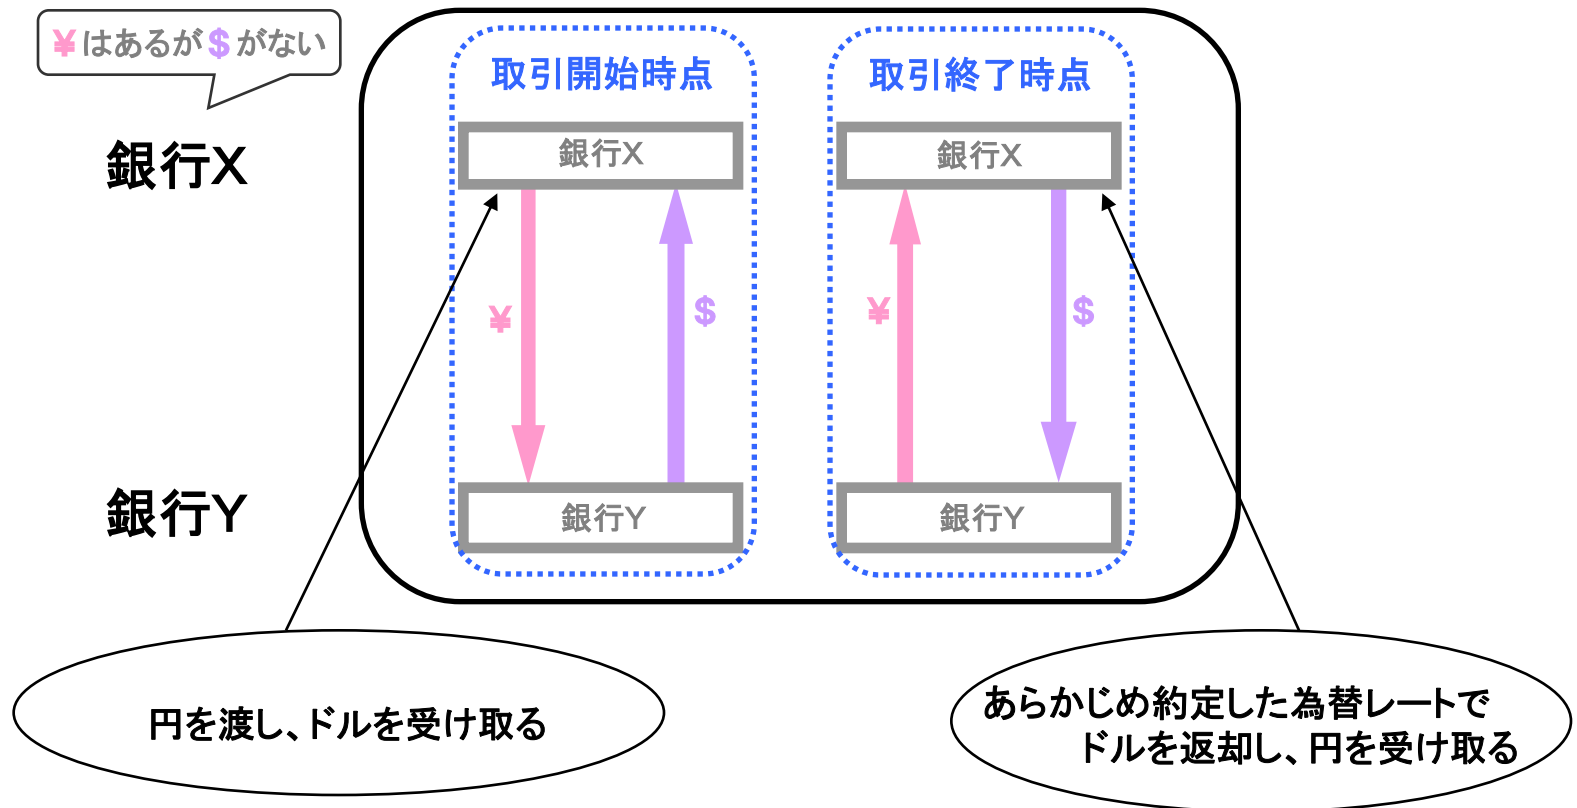 ¥はあるが$がない
取引開始時点
取引終了時点
銀行X
銀行X
銀行X
¥
$
¥
$
銀行Y
銀行Y
銀行Y
円を渡し、ドルを受け取る
あらかじめ約定した為替レートで
ドルを返却し、円を受け取る